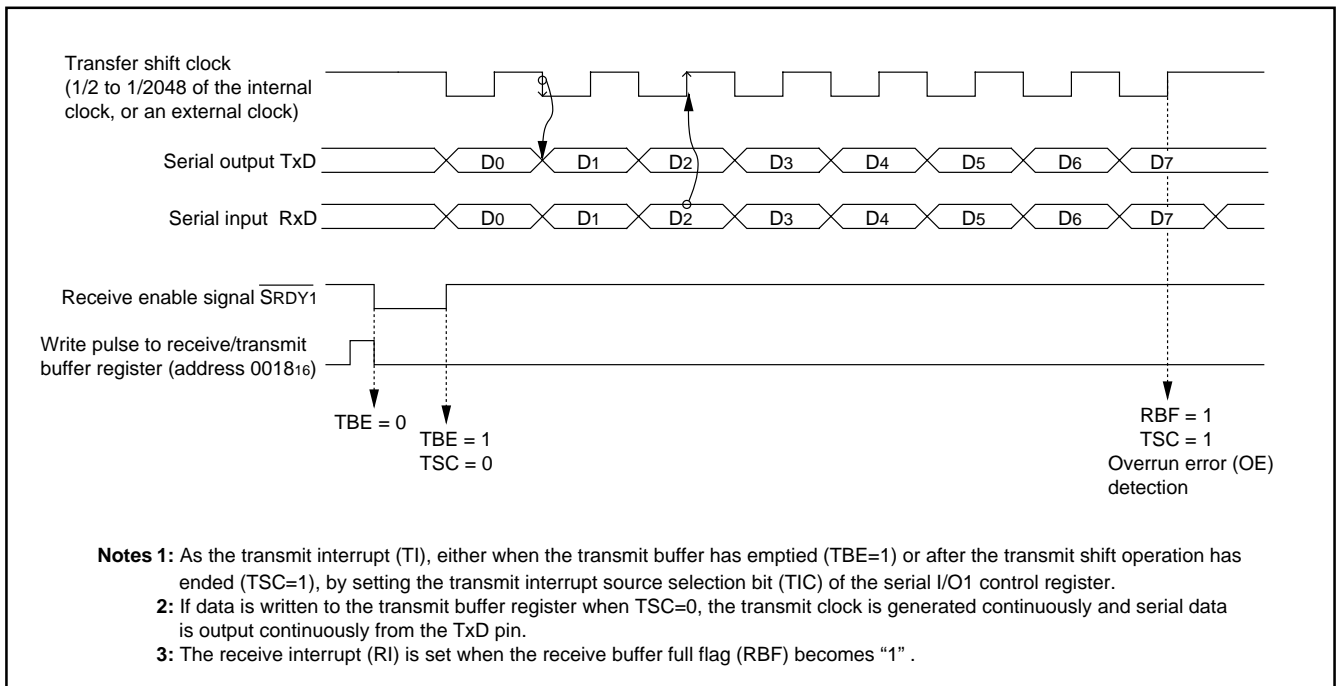 Transfer shift clock
(1/2 to 1/2048 of the internal
clock, or an external clock)
Serial output TxD
D0 D1 D2 D3 D4 D5 D6 D7
Serial input RxD
D0 D1 D2 D3 D4 D5 D6 D7
Receive enable signal S̅R̅D̅Y̅1̅
Write pulse to receive/transmit
buffer register (address 001816)
TBE = 0
TBE = 1
TSC = 0
RBF = 1
TSC = 1
Overrun error (OE)
detection
Notes 1: As the transmit interrupt (TI), either when the transmit buffer has emptied (TBE=1) or after the transmit shift operation has
ended (TSC=1), by setting the transmit interrupt source selection bit (TIC) of the serial I/O1 control register.
2: If data is written to the transmit buffer register when TSC=0, the transmit clock is generated continuously and serial data
is output continuously from the TxD pin.
3: The receive interrupt (RI) is set when the receive buffer full flag (RBF) becomes “1” .